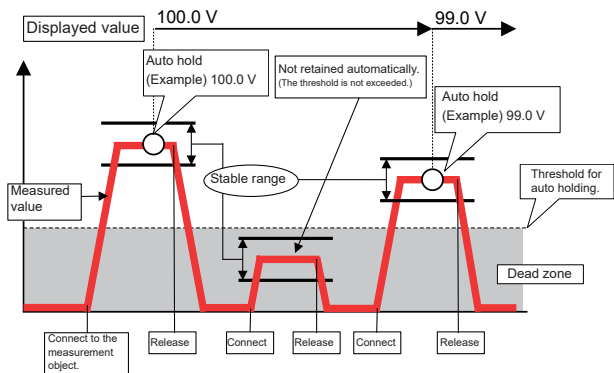 Displayed value
100.0 V
99.0 V
Auto hold
(Example) 100.0 V
Not retained automatically.
(The threshold is not exceeded.)
Auto hold
(Example) 99.0 V
Stable range
Measured
value
Threshold for
auto holding.
Dead zone
Connect to the
measurement
object.
Release
Connect
Release
Connect
Release